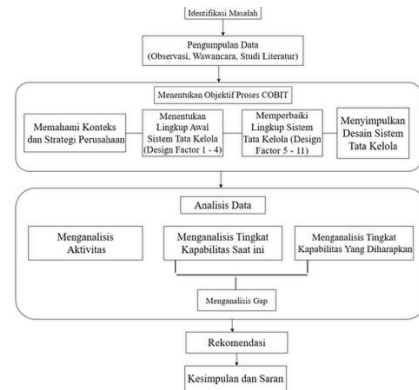 Identifikasi Masalah
Pengumpulan Data
(Observasi, Wawancara, Studi Literatur)
Menentukan Objektif Proses COBIT
Memahami Konteks
dan Strategi Perusahaan
Menentukan
Lingkup Awal
Sistem Tata Kelola
(Design Factor 1 - 4)
Memperbaiki
Lingkup Sistem
Tata Kelola (Design
Factor 5 - 11)
Menyimpulkan
Desain Sistem
Tata Kelola
Analisis Data
Menganalisis
Aktivitas
Menganalisis Tingkat
Kapabilitas Saat ini
Menganalisis Tingkat
Kapabilitas Yang Diharapkan
Menganalisis Gap
Rekomendasi
Kesimpulan dan Saran